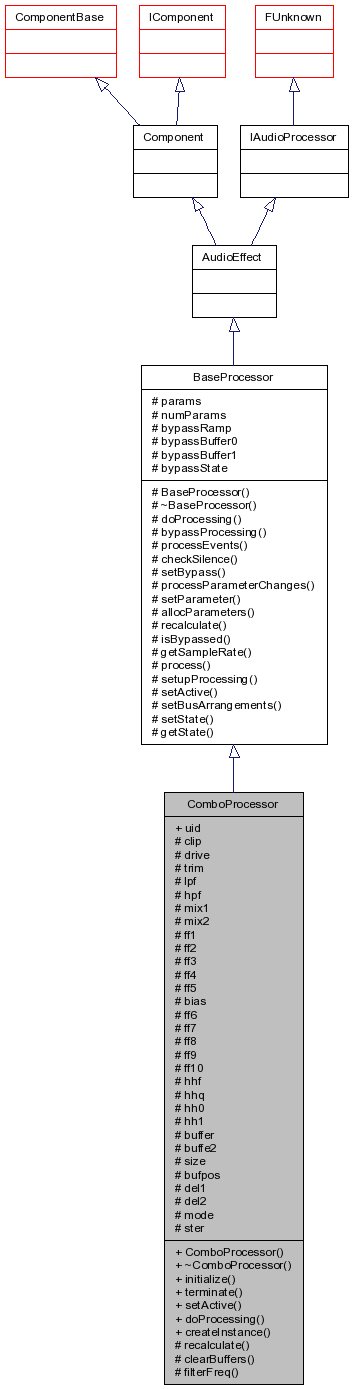 ComponentBase
IComponent
FUnknown
Component
IAudioProcessor
AudioEffect
BaseProcessor
# params
# numParams
# bypassRamp
# bypassBuffer0
# bypassBuffer1
# bypassState
# BaseProcessor()
# ~BaseProcessor()
# doProcessing()
# bypassProcessing()
# processEvents()
# checkSilence()
# setBypass()
# processParameterChanges()
# setParameter()
# allocParameters()
# recalculate()
# isBypassed()
# getSampleRate()
# process()
# setupProcessing()
# setActive()
# setBusArrangements()
# setState()
# getState()
ComboProcessor
+ uid
# clip
# drive
# trim
# lpf
# hpf
# mix1
# mix2
# ff1
# ff2
# ff3
# ff4
# ff5
# bias
# ff6
# ff7
# ff8
# ff9
# ff10
# hhf
# hhq
# hh0
# hh1
# buffer
# buffe2
# size
# bufpos
# del1
# del2
# mode
# ster
+ ComboProcessor()
+ ~ComboProcessor()
+ initialize()
+ terminate()
+ setActive()
+ doProcessing()
+ createInstance()
# recalculate()
# clearBuffers()
# filterFreq()